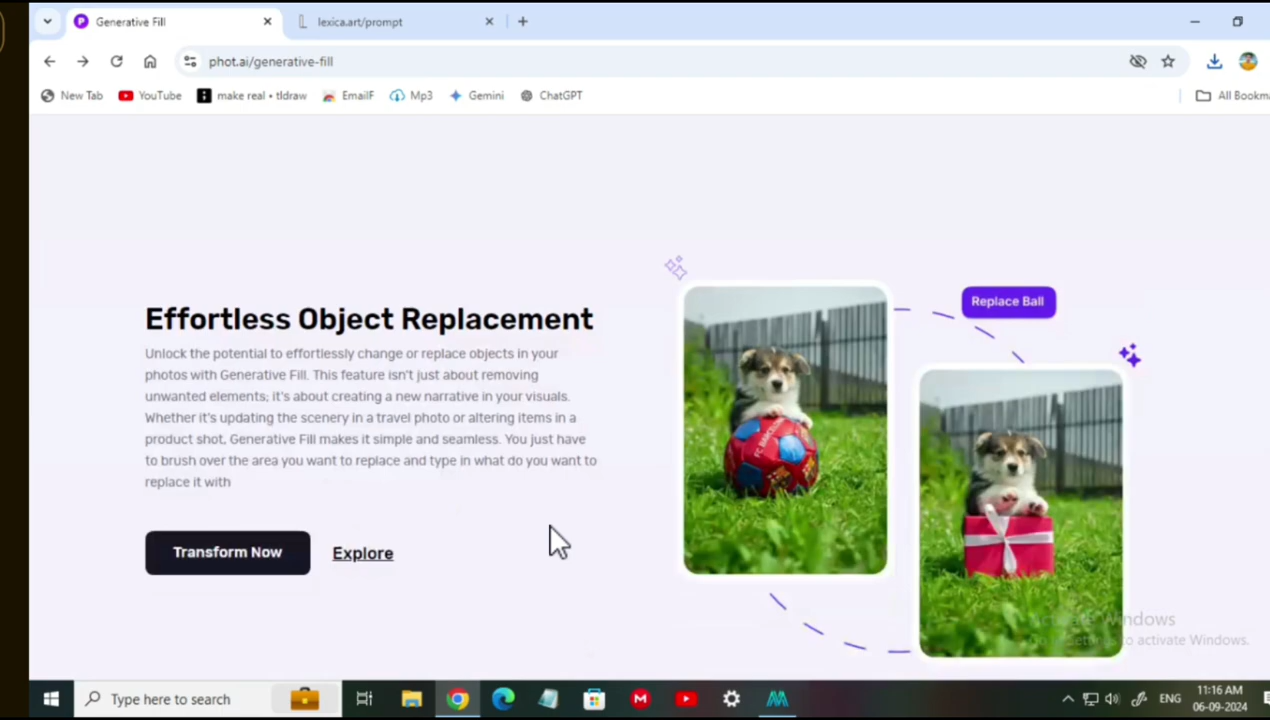 Generative Fill
lexica.art/prompt
phot.ai/generative-fill
New Tab
YouTube
make real • tldraw
EmailF
Mp3
Gemini
ChatGPT
All Bookma
Effortless Object Replacement
Unlock the potential to effortlessly change or replace objects in your
photos with Generative Fill. This feature isn't just about removing
unwanted elements; it's about creating a new narrative in your visuals.
Whether it's updating the scenery in a travel photo or altering items in a
product shot, Generative Fill makes it simple and seamless. You just have
to brush over the area you want to replace and type in what do you want to
replace it with
Transform Now
Explore
Replace Ball
FC BARCELONA
Activate Windows
Go to Settings to activate Windows.
Type here to search
ENG
11:16 AM
06-09-2024